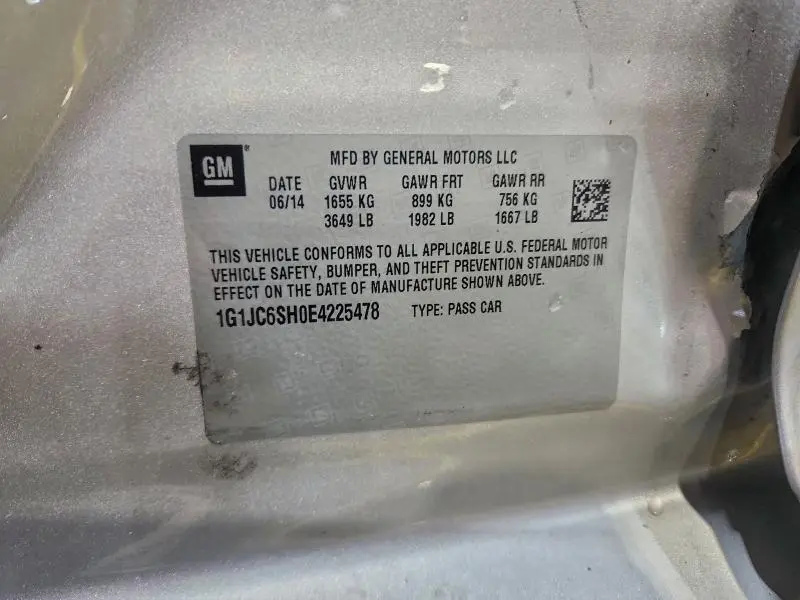 GM
MFD BY GENERAL MOTORS LLC
DATE GVWR GAWR FRT GAWR RR
06/14 1655 KG 899 KG 756 KG
3649 LB 1982 LB 1667 LB
THIS VEHICLE CONFORMS TO ALL APPLICABLE U.S. FEDERAL MOTOR
VEHICLE SAFETY, BUMPER, AND THEFT PREVENTION STANDARDS IN
EFFECT ON THE DATE OF MANUFACTURE SHOWN ABOVE.
1G1JC6SH0E4225478 TYPE: PASS CAR